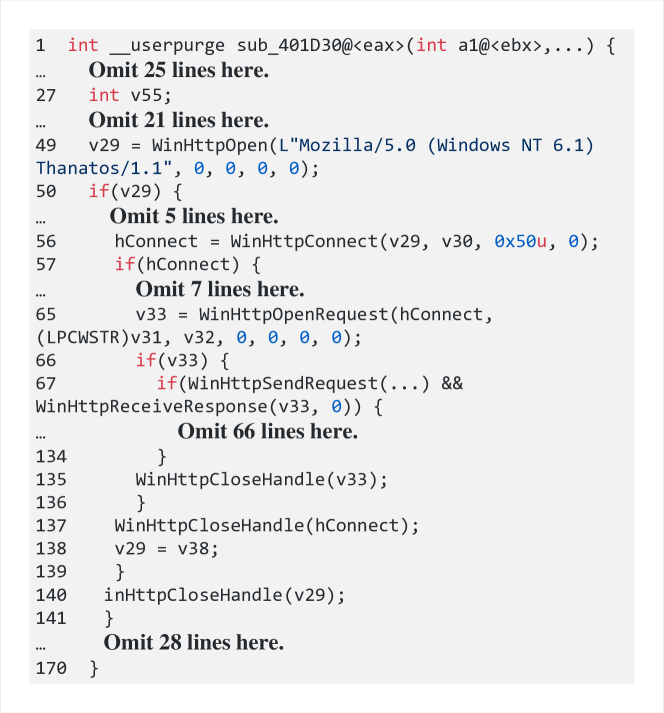 1 int __userpurge sub_401D30@<eax>(int a1@<ebx>,...) {
… Omit 25 lines here.
27 int v55;
… Omit 21 lines here.
49 v29 = WinHttpOpen(L"Mozilla/5.0 (Windows NT 6.1)
Thanatos/1.1", 0, 0, 0, 0);
50 if(v29) {
… Omit 5 lines here.
56 hConnect = WinHttpConnect(v29, v30, 0x50u, 0);
57 if(hConnect) {
… Omit 7 lines here.
65 v33 = WinHttpOpenRequest(hConnect,
(LPCWSTR)v31, v32, 0, 0, 0, 0);
66 if(v33) {
67 if(WinHttpSendRequest(...) &&
WinHttpReceiveResponse(v33, 0)) {
… Omit 66 lines here.
134 }
135 WinHttpCloseHandle(v33);
136 }
137 WinHttpCloseHandle(hConnect);
138 v29 = v38;
139 }
140 inHttpCloseHandle(v29);
141 }
… Omit 28 lines here.
170 }